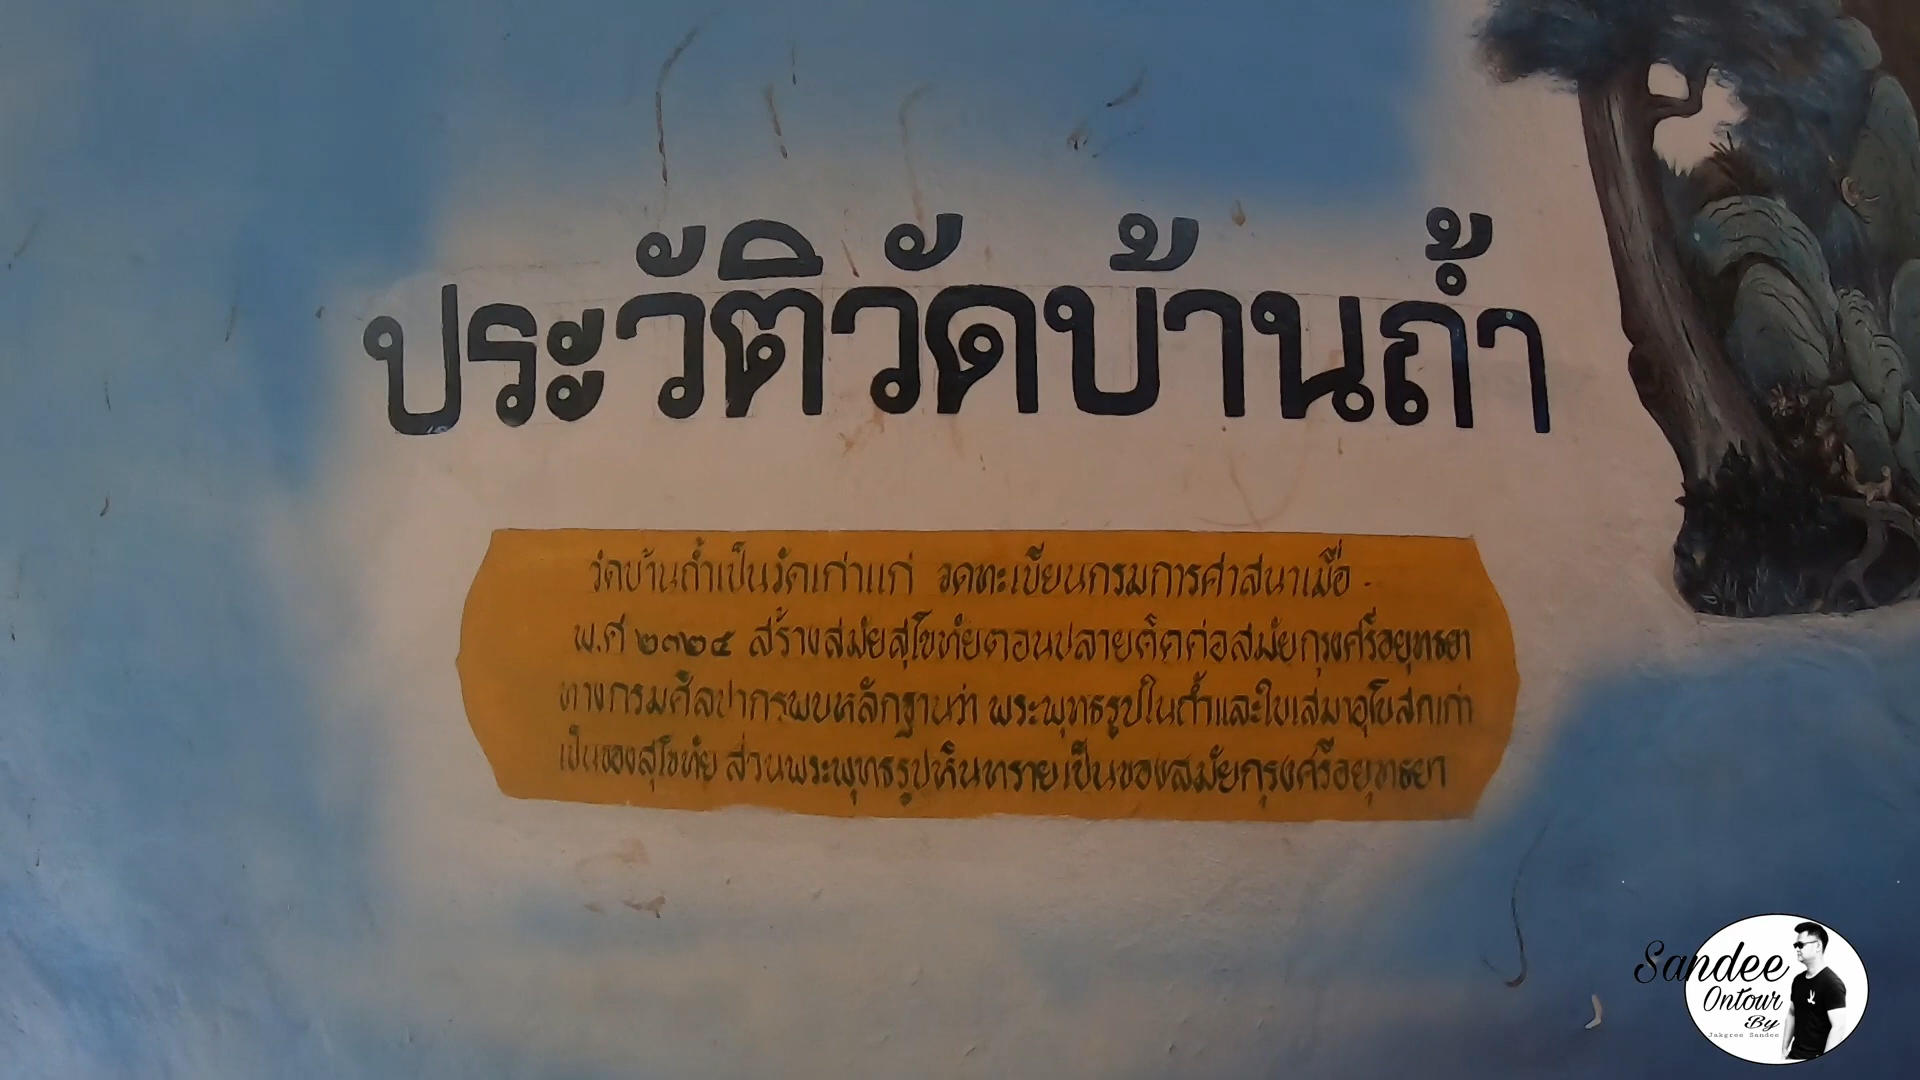 ประวัติวัดบ้านถ้ำ
วัดบ้านถ้ำเป็นวัดเก่าแก่ จดทะเบียนกรมการศาสนาเมื่อ -
พ.ศ ๒๓๒๕ สร้างสมัยสุโขทัยตอนปลายติดต่อสมัยกรุงศรีอยุทธยา
ทางกรมศิลปากรพบหลักฐานว่า พระพุทธรูปในถ้ำและใบเสมาอุโบสถเก่า
เป็นของสุโขทัย ส่วนพระพุทธรูปหินทรายเป็นของสมัยกรุงศรีอยุทธยา
Sandee
Ontour
By
Jakgree Sandee